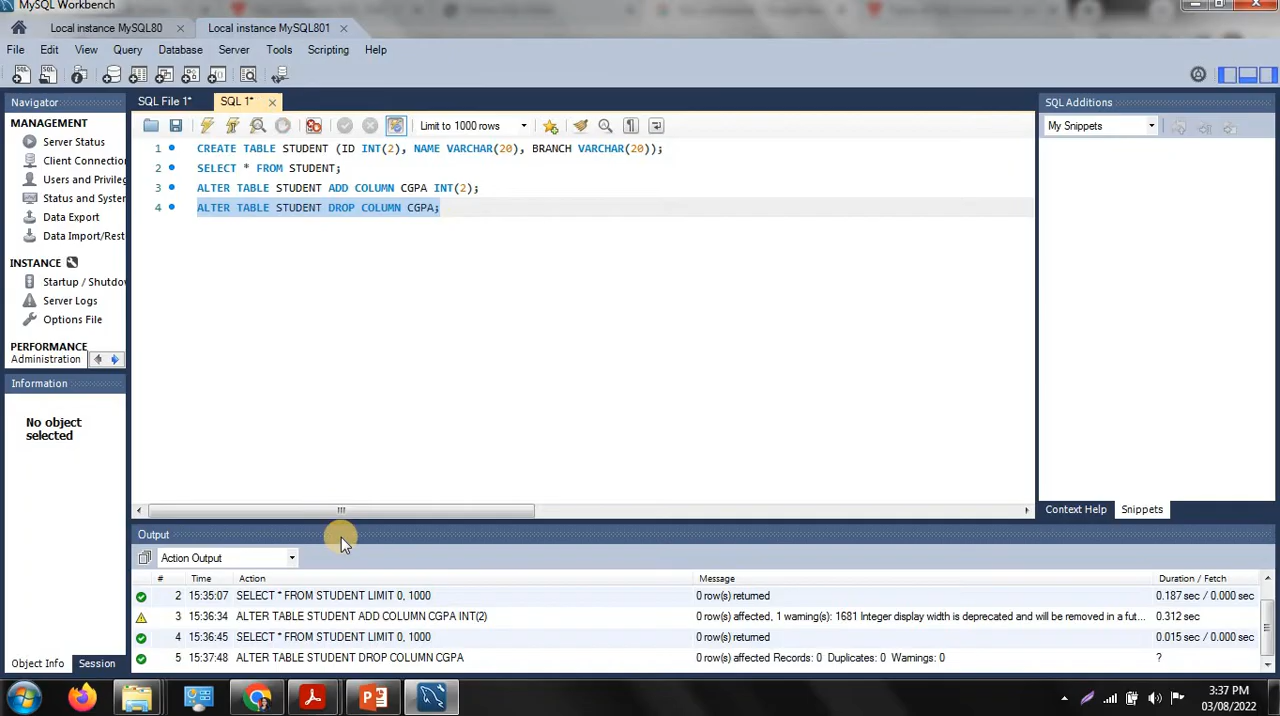 MySQL Workbench
Local instance MySQL80
Local instance MySQL801
File Edit View Query Database Server Tools Scripting Help
Navigator
MANAGEMENT
Server Status
Client Connection
Users and Privileg
Status and System
Data Export
Data Import/Rest
INSTANCE
Startup / Shutdow
Server Logs
Options File
PERFORMANCE
Administration
Information
No object
selected
Object Info Session
SQL File 1* SQL 1*
Limit to 1000 rows
1 CREATE TABLE STUDENT (ID INT(2), NAME VARCHAR(20), BRANCH VARCHAR(20));
2 SELECT * FROM STUDENT;
3 ALTER TABLE STUDENT ADD COLUMN CGPA INT(2);
4 ALTER TABLE STUDENT DROP COLUMN CGPA;
SQL Additions
My Snippets
Context Help Snippets
Output
Action Output
# Time Action Message Duration / Fetch
2 15:35:07 SELECT * FROM STUDENT LIMIT 0, 1000 0 row(s) returned 0.187 sec / 0.000 sec
3 15:36:34 ALTER TABLE STUDENT ADD COLUMN CGPA INT(2) 0 row(s) affected, 1 warning(s): 1681 Integer display width is deprecated and will be removed in a fut... 0.312 sec
4 15:36:45 SELECT * FROM STUDENT LIMIT 0, 1000 0 row(s) returned 0.015 sec / 0.000 sec
5 15:37:48 ALTER TABLE STUDENT DROP COLUMN CGPA 0 row(s) affected Records: 0 Duplicates: 0 Warnings: 0 ?
3:37 PM
03/08/2022